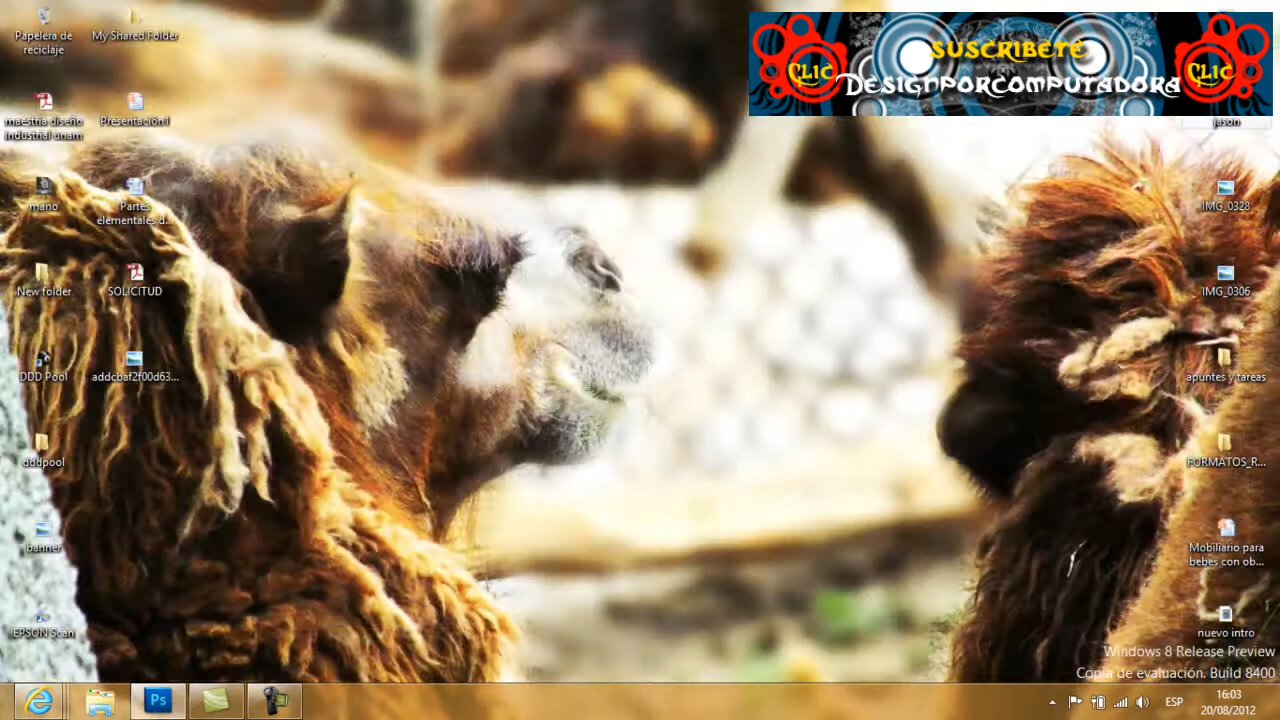 Papelera de
reciclaje
My Shared Folder
SUSCRIBETE
CLIC
CLIC
DESIGNPORCOMPUTADORA
maestria diseño
industrial unam
Presentación1
jason
mano
Partes
elementales d...
IMG_0328
New folder
SOLICITUD
IMG_0306
DDD Pool
addcbaf2f00d63...
apuntes y tareas
dddpool
FORMATOS_R...
banner
Mobiliario para
bebes con ob...
EPSON Scan
nuevo intro
Windows 8 Release Preview
Copia de evaluación. Build 8400
Ps
ESP
16:03
20/08/2012